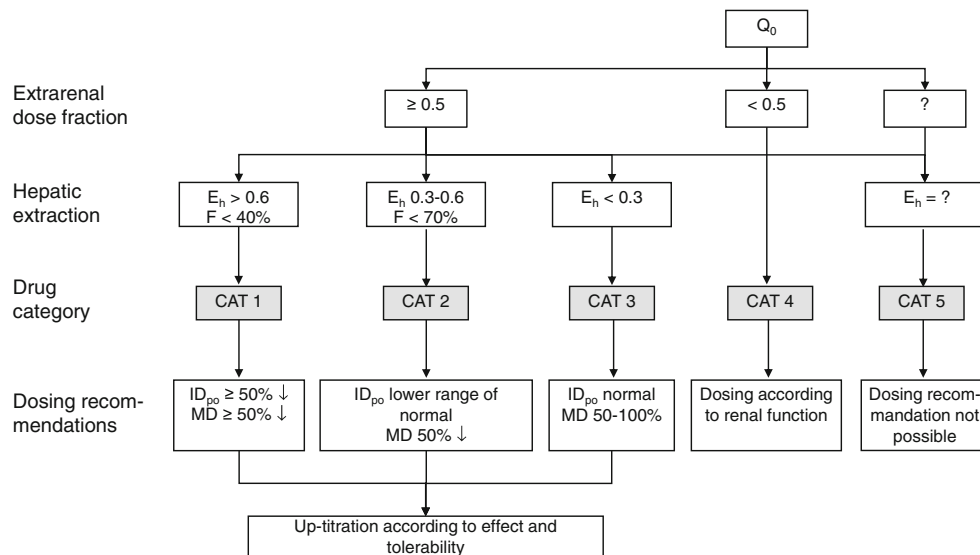 Q0
Extrarenal
dose fraction
≥ 0.5
< 0.5
?
Hepatic
extraction
Eh > 0.6
F < 40%
Eh 0.3-0.6
F < 70%
Eh < 0.3
Eh = ?
Drug
category
CAT 1
CAT 2
CAT 3
CAT 4
CAT 5
Dosing recom-
mendations
IDpo ≥ 50% ↓
MD ≥ 50% ↓
IDpo lower range of
normal
MD 50% ↓
IDpo normal
MD 50-100%
Dosing according
to renal function
Dosing recom-
mandation not
possible
Up-titration according to effect and
tolerability